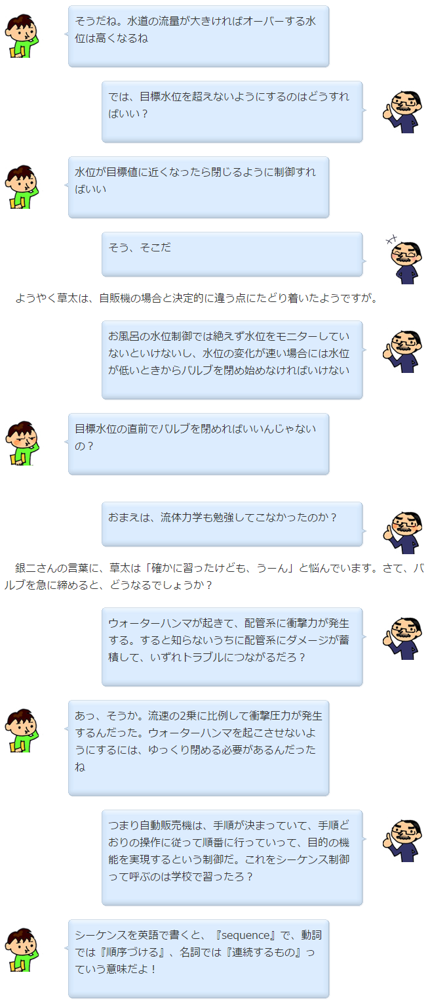 そうだね。水道の流量が大きければオーバーする水
位は高くなるね
では、目標水位を超えないようにするのはどうすれ
ばいい？
水位が目標値に近くなったら閉じるように制御すれ
ばいい
そう、そこだ
ようやく草太は、自販機の場合と決定的に違う点にたどり着いたようですが。
お風呂の水位制御では絶えず水位をモニターしてい
ないといけないし、水位の変化が速い場合には水位
が低いときからバルブを閉め始めなければいけない
目標水位の直前でバルブを閉めればいいんじゃない
の？
おまえは、流体力学も勉強してこなかったのか？
銀二さんの言葉に、草太は「確かに習ったけども、うーん」と悩んでいます。さて、バ
ルブを急に締めると、どうなるでしょうか？
ウォーターハンマが起きて、配管系に衝撃力が発生
する。すると知らないうちに配管系にダメージが蓄
積して、いずれトラブルにつながるだろ？
あっ、そうか。流速の2乗に比例して衝撃圧力が発生
するんだった。ウォーターハンマを起こさせないよ
うにするには、ゆっくり閉める必要があるんだった
ね
つまり自動販売機は、手順が決まっていて、手順ど
おりの操作に従って順番に行っていって、目的の機
能を実現するという制御だ。これをシーケンス制御
って呼ぶのは学校で習ったろ？
シーケンスを英語で書くと、『sequence』で、動詞
では『順序づける』、名詞では『連続するもの』っ
ていう意味だよ！